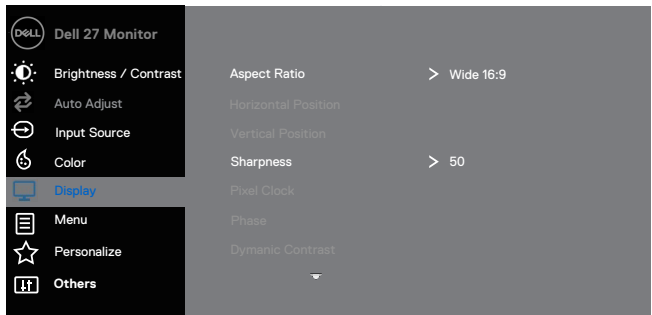 DELL Dell 27 Monitor
Brightness / Contrast
Auto Adjust
Input Source
Color
Display
Menu
Personalize
Others
Aspect Ratio > Wide 16:9
Horizontal Position
Vertical Position
Sharpness > 50
Pixel Clock
Phase
Dymanic Contrast